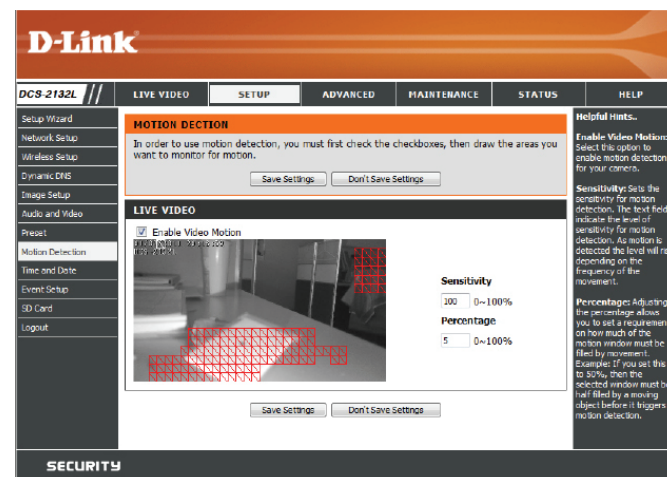 D-Link
DCS-2132L
LIVE VIDEO
SETUP
ADVANCED
MAINTENANCE
STATUS
HELP
Setup Wizard
Network Setup
Wireless Setup
Dynamic DNS
Image Setup
Audio and Video
Preset
Motion Detection
Time and Date
Event Setup
SD Card
Logout
MOTION DECTION
In order to use motion detection, you must first check the checkboxes, then draw the areas you
want to monitor for motion.
Save Settings
Don't Save Settings
LIVE VIDEO
Enable Video Motion
Sensitivity
100 0~100%
Percentage
5 0~100%
Save Settings
Don't Save Settings
Helpful Hints..
Enable Video Motion:
Select this option to
enable motion detection
for your camera.
Sensitivity: Sets the
sensitivity for motion
detection. The text field
indicate the level of
sensitivity for motion
detection. As motion is
detected the level will
depending on the
frequency of the
movement.
Percentage: Adjusting
the percentage allows
you to set a
on how much of the
motion window must be
filled by movement.
Example: If you set this
to 50%, then the
selected window must
half filled by a moving
object before it triggers
motion detection.
SECURITY